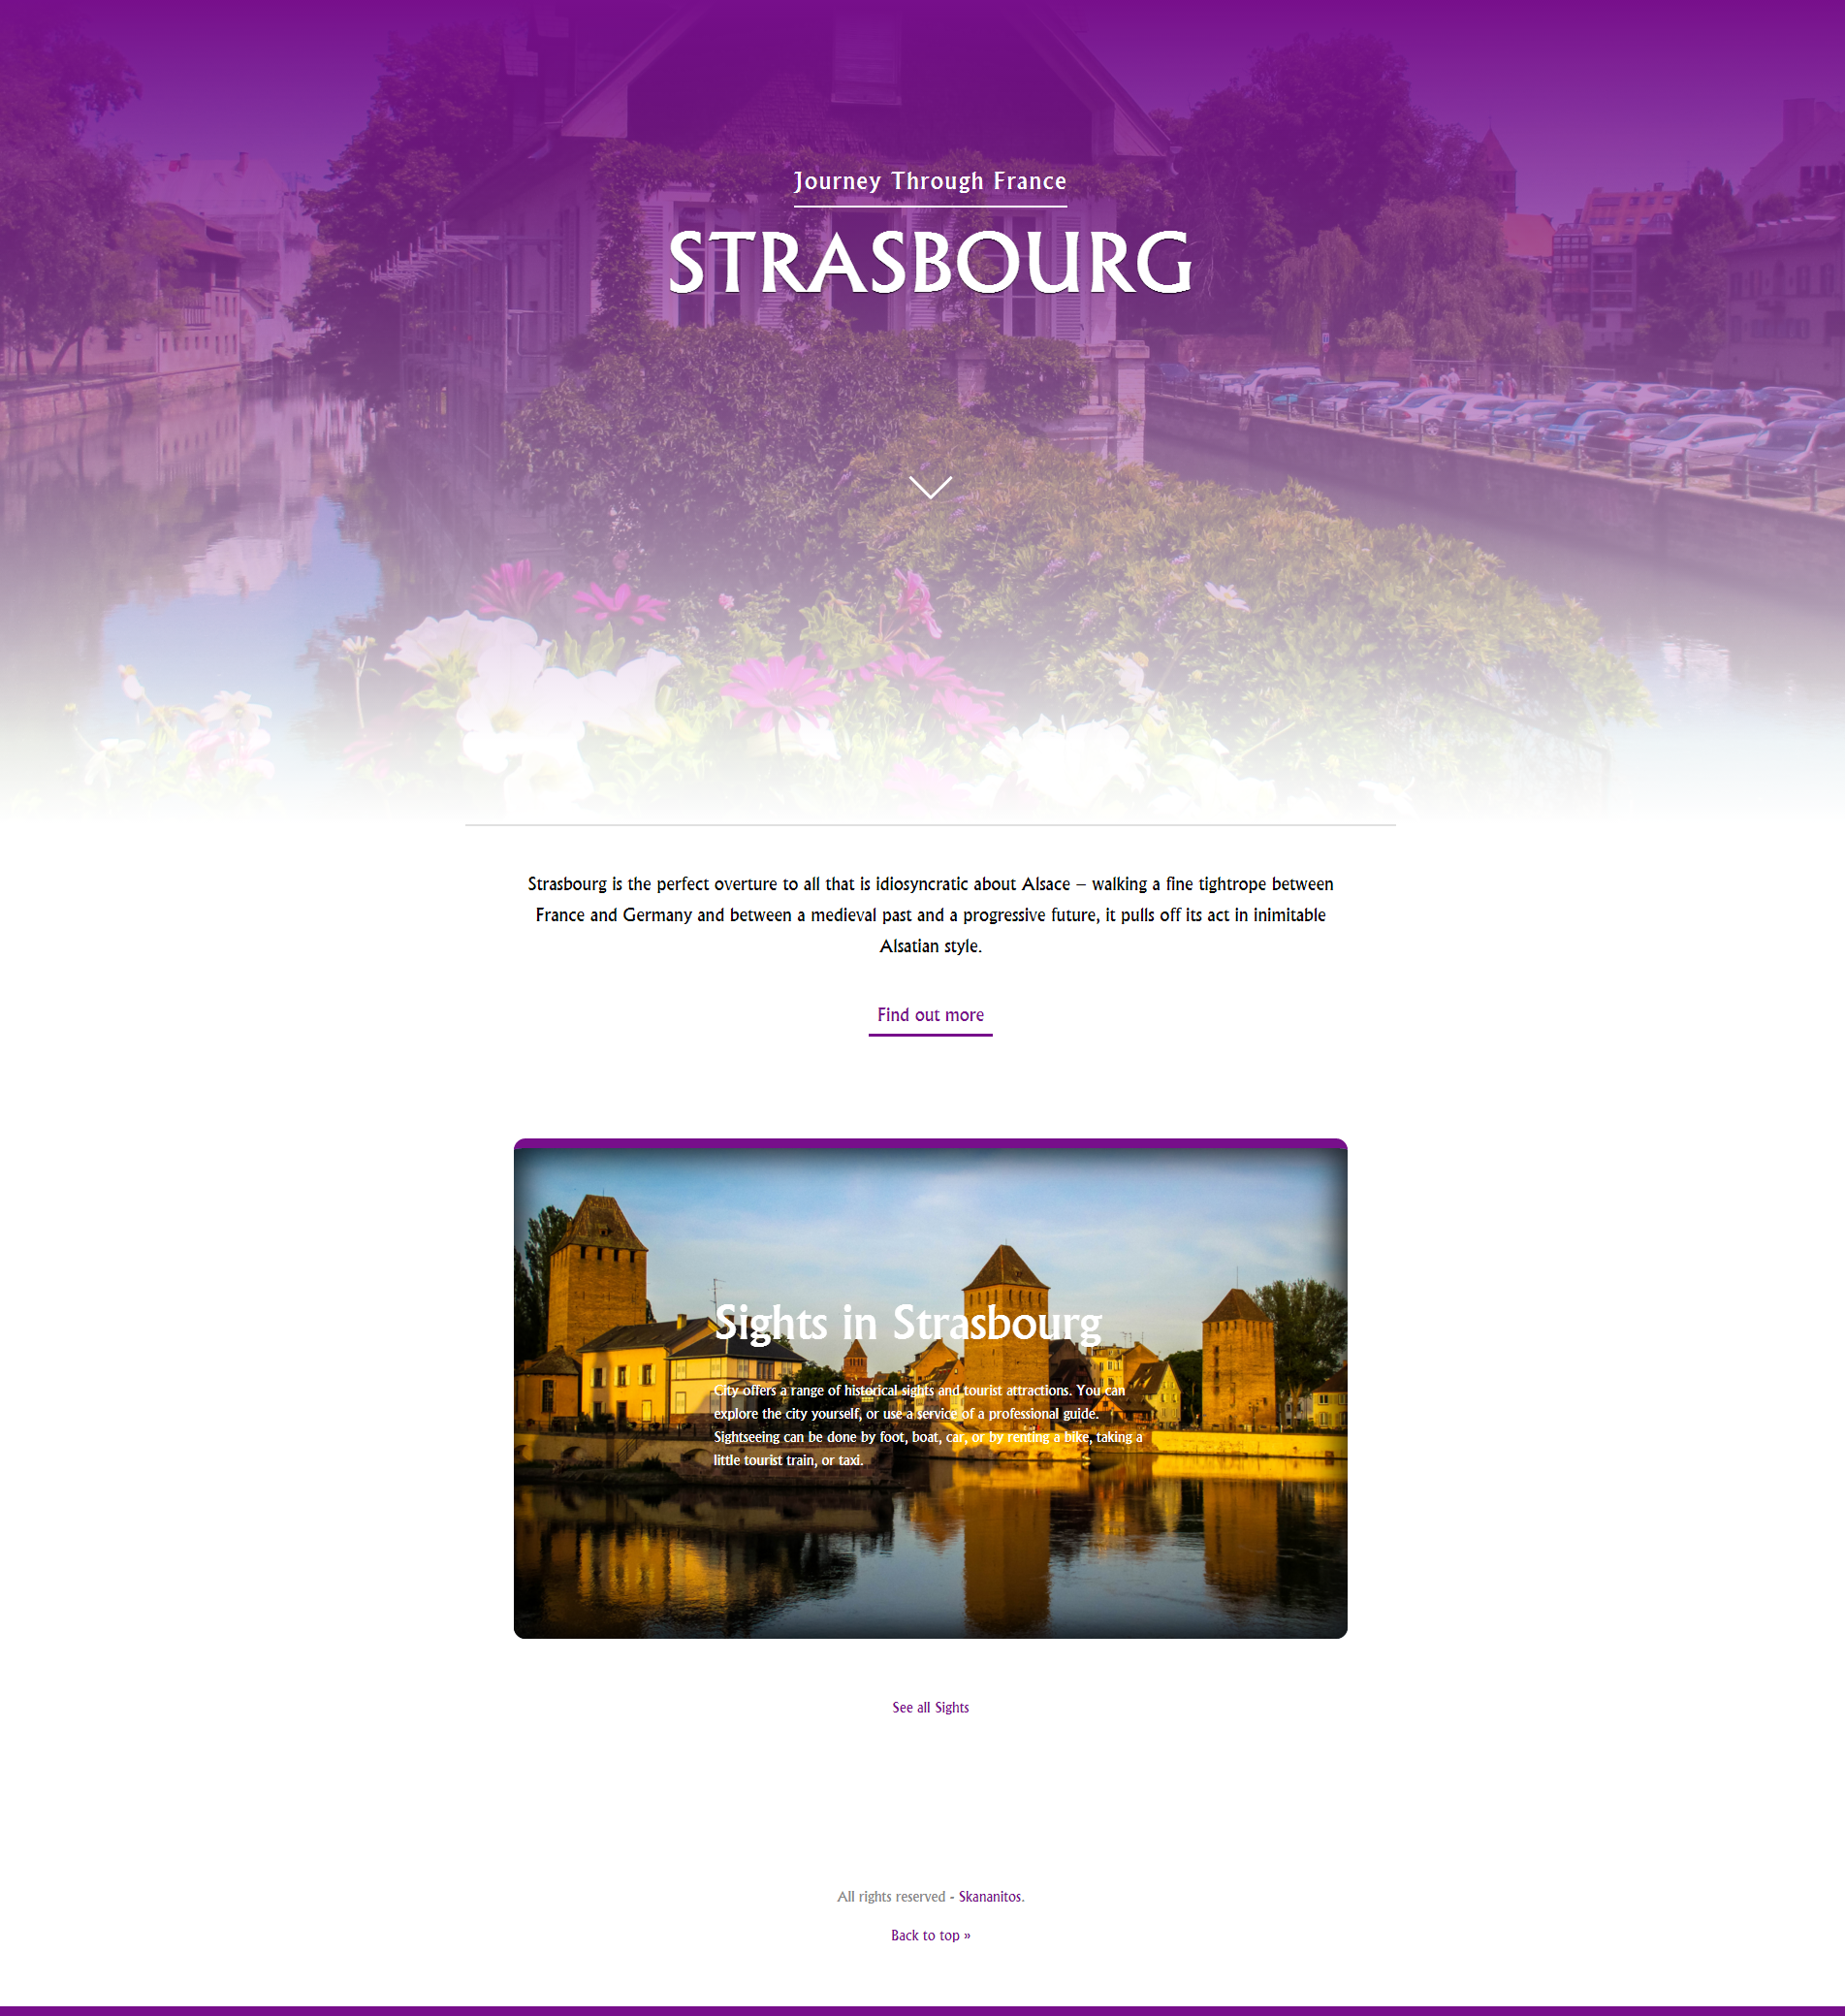 Journey Through France
STRASBOURG
Strasbourg is the perfect overture to all that is idiosyncratic about Alsace – walking a fine tightrope between
France and Germany and between a medieval past and a progressive future, it pulls off its act in inimitable
Alsatian style.
Find out more
Sights in Strasbourg
City offers a range of historical sights and tourist attractions. You can
explore the city yourself, or use a service of a professional guide.
Sightseeing can be done by foot, boat, car, or by renting a bike, taking a
little tourist train, or taxi.
See all Sights
All rights reserved - Skananitos.
Back to top »